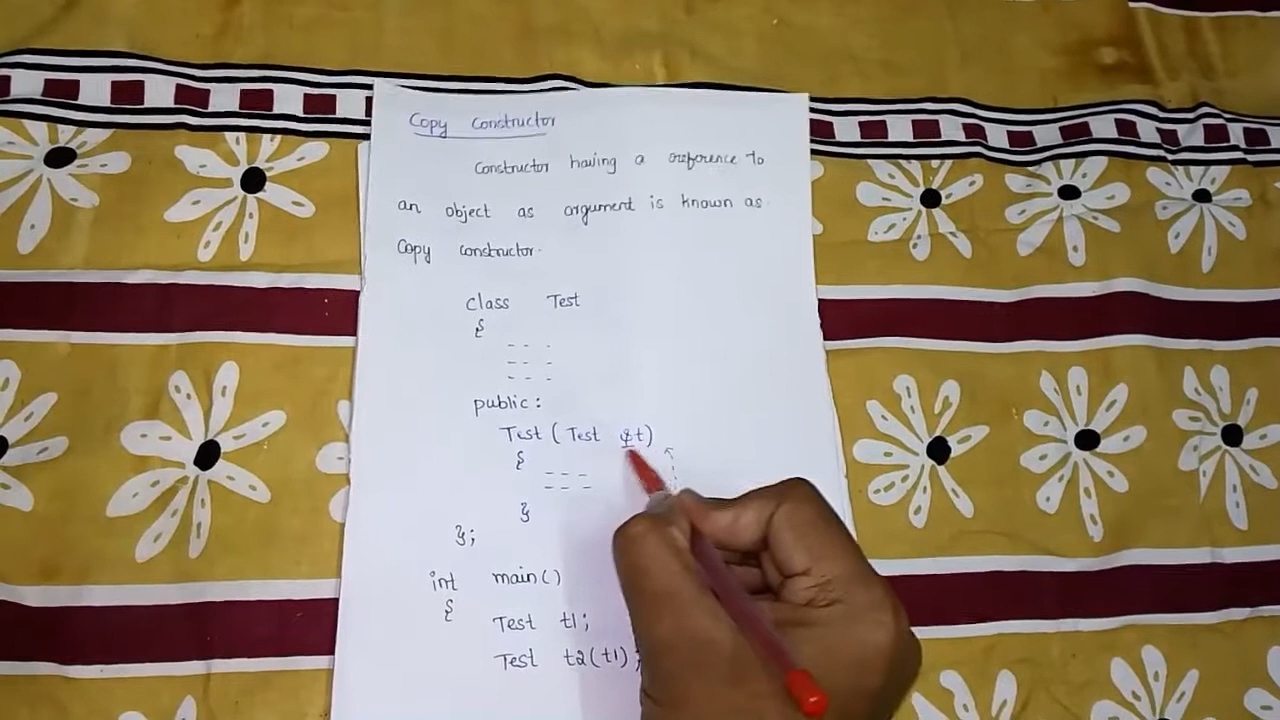 Copy Constructor
Constructor having a reference to
an object as argument is known as
Copy constructor.
class Test
{
- - -
- - -
- - -
public:
Test (Test &t)
{
- - -
- - -
}
};
int main()
{
Test t1;
Test t2(t1);